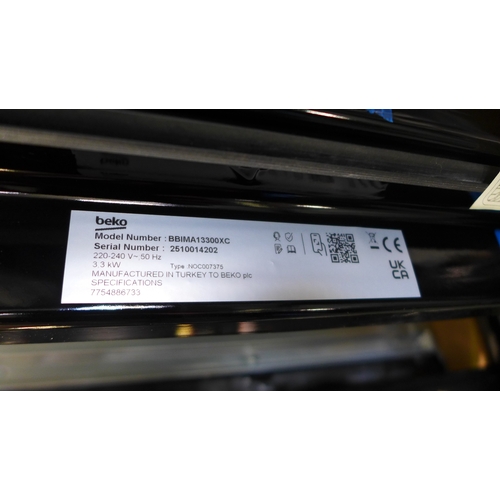 beko
Model Number : BBIMA13300XC
Serial Number : 2510014202
220-240 V~ 50 Hz
3.3 kW
Type NOC007375
MANUFACTURED IN TURKEY TO BEKO plc
SPECIFICATIONS
7754886733
CE
UK
CA